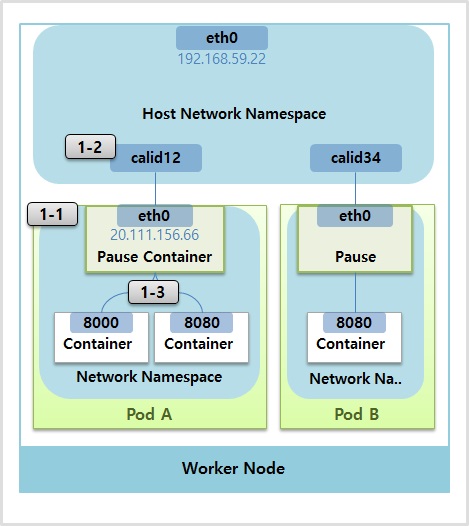 eth0
192.168.59.22
Host Network Namespace
1-2
calid12
calid34
1-1
eth0
20.111.156.66
Pause Container
eth0
Pause
1-3
8000
Container
8080
Container
8080
Container
Network Namespace
Network Na..
Pod A
Pod B
Worker Node